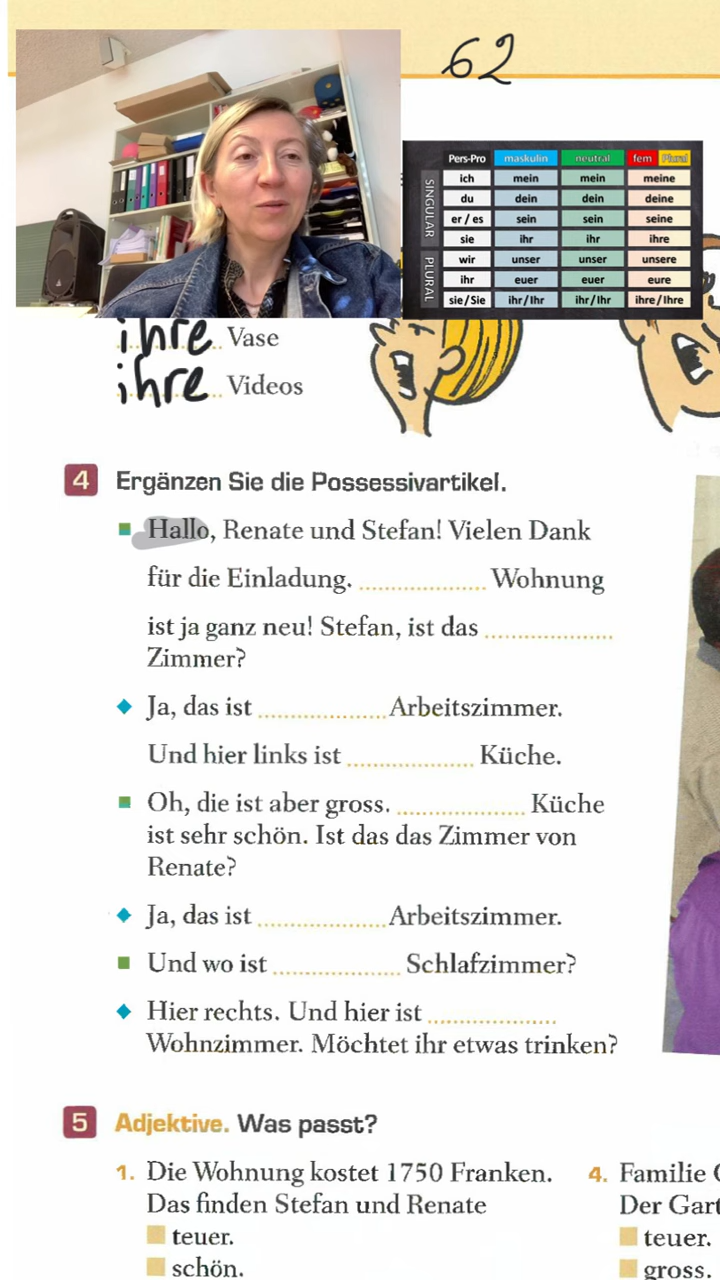 62
Pers-Pro maskulin neutral fem Plural
SINGULAR
ich mein mein meine
du dein dein deine
er / es sein sein seine
sie ihr ihr ihre
PLURAL
wir unser unser unsere
ihr euer euer eure
sie/Sie ihr/Ihr ihr/Ihr ihre/Ihre
ihre Vase
ihre Videos
4 Ergänzen Sie die Possessivartikel.
Hallo, Renate und Stefan! Vielen Dank
für die Einladung. .................... Wohnung
ist ja ganz neu! Stefan, ist das ....................
Zimmer?
Ja, das ist .................... Arbeitszimmer.
Und hier links ist .................... Küche.
Oh, die ist aber gross. .................... Küche
ist sehr schön. Ist das das Zimmer von
Renate?
Ja, das ist .................... Arbeitszimmer.
Und wo ist .................... Schlafzimmer?
Hier rechts. Und hier ist ....................
Wohnzimmer. Möchtet ihr etwas trinken?
5 Adjektive. Was passt?
1. Die Wohnung kostet 1750 Franken.
Das finden Stefan und Renate
teuer.
schön.
4. Familie
Der
teuer.
gross.